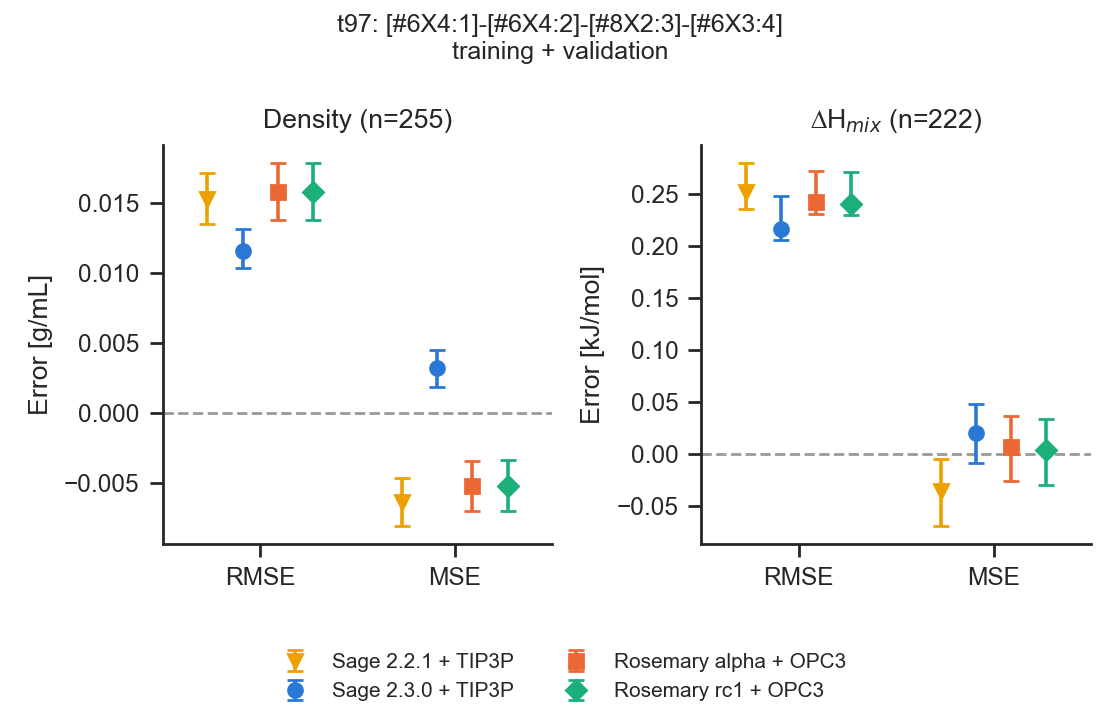 t97: [#6X4:1]-[#6X4:2]-[#8X2:3]-[#6X3:4]
training + validation
Density (n=255)
Error [g/mL]
0.015
0.010
0.005
0.000
−0.005
RMSE
MSE
ΔHmix (n=222)
Error [kJ/mol]
0.25
0.20
0.15
0.10
0.05
0.00
−0.05
RMSE
MSE
Sage 2.2.1 + TIP3P
Sage 2.3.0 + TIP3P
Rosemary alpha + OPC3
Rosemary rc1 + OPC3